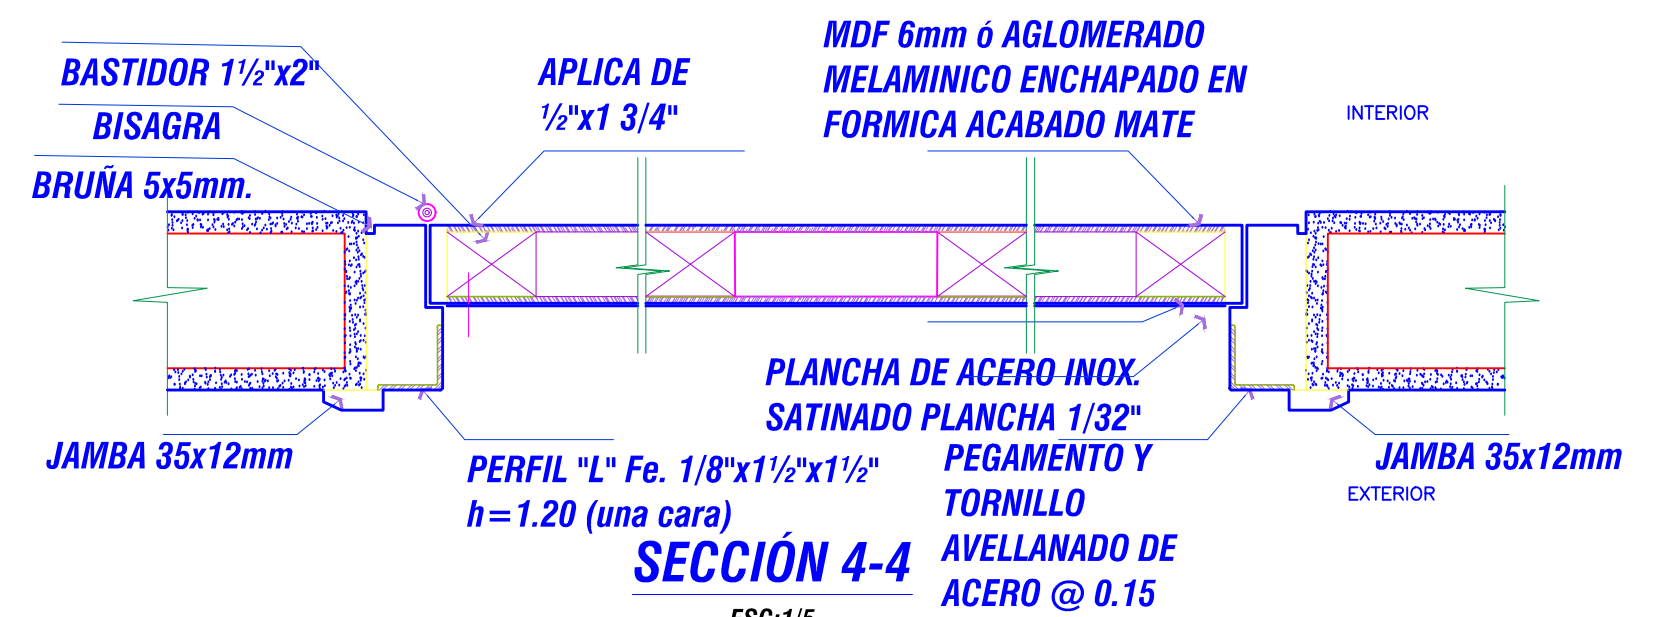 BASTIDOR 1½"x2"
BISAGRA
BRUÑA 5x5mm.
APLICA DE
½"x1 3/4"
MDF 6mm ó AGLOMERADO
MELAMINICO ENCHAPADO EN
FORMICA ACABADO MATE
INTERIOR
PLANCHA DE ACERO INOX.
SATINADO PLANCHA 1/32"
JAMBA 35x12mm
PERFIL "L" Fe. 1/8"x1½"x1½"
h=1.20 (una cara)
PEGAMENTO Y
TORNILLO
AVELLANADO DE
ACERO @ 0.15
JAMBA 35x12mm
EXTERIOR
SECCIÓN 4-4
ESC:1/5